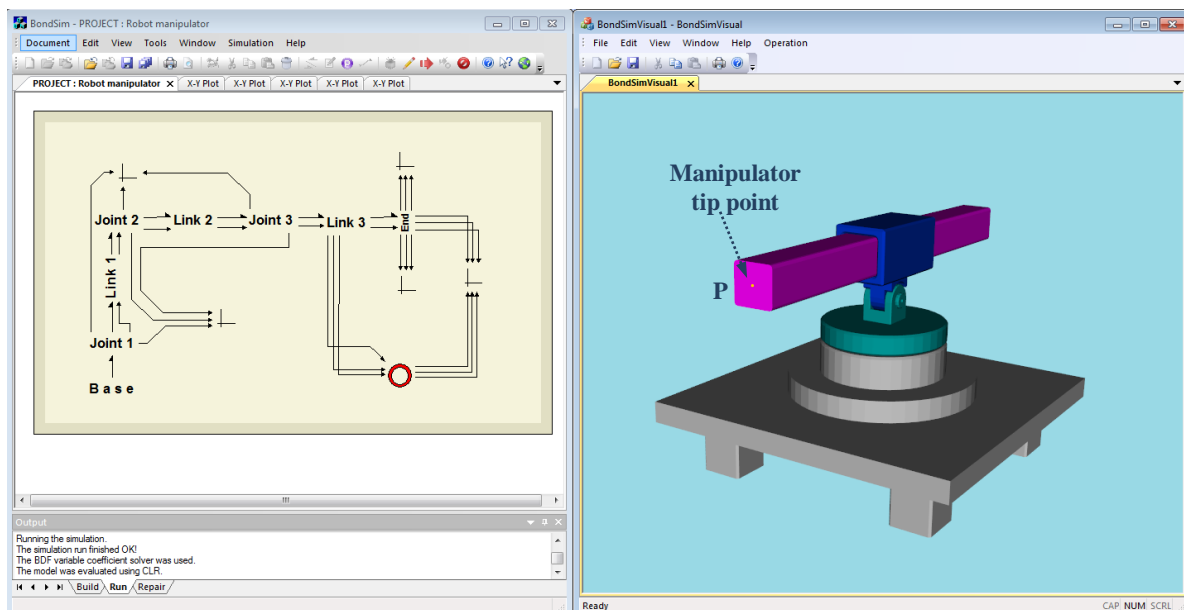 BondSim - PROJECT : Robot manipulator
Document Edit View Tools Window Simulation Help
PROJECT : Robot manipulator X-Y Plot X-Y Plot X-Y Plot X-Y Plot X-Y Plot
Joint 2 Link 2 Joint 3 Link 3 End
Link 1
Joint 1
Base
Output
Running the simulation.
The simulation run finished OK!
The BDF variable coefficient solver was used.
The model was evaluated using CLR.
Build Run Repair
BondSimVisual1 - BondSimVisual
File Edit View Window Help Operation
BondSimVisual1
Manipulator
tip point
P
Ready CAP NUM SCRL